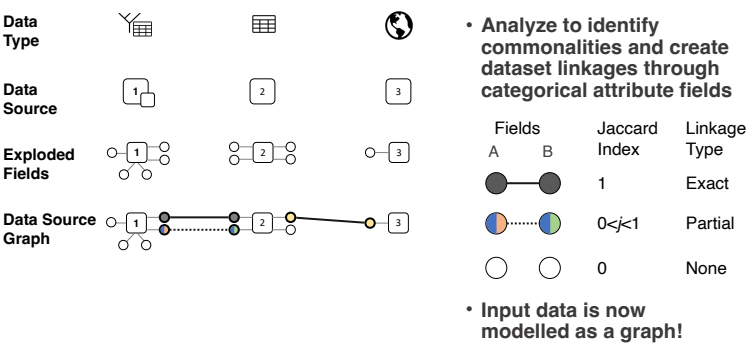 Data
Type
Data
Source
1
2
3
Exploded
Fields
1
2
3
Data Source
Graph
1
2
3
• Analyze to identify
commonalities and create
dataset linkages through
categorical attribute fields
Fields
Jaccard
Index
Linkage
Type
A
B
1
Exact
0<j<1
Partial
0
None
• Input data is now
modelled as a graph!